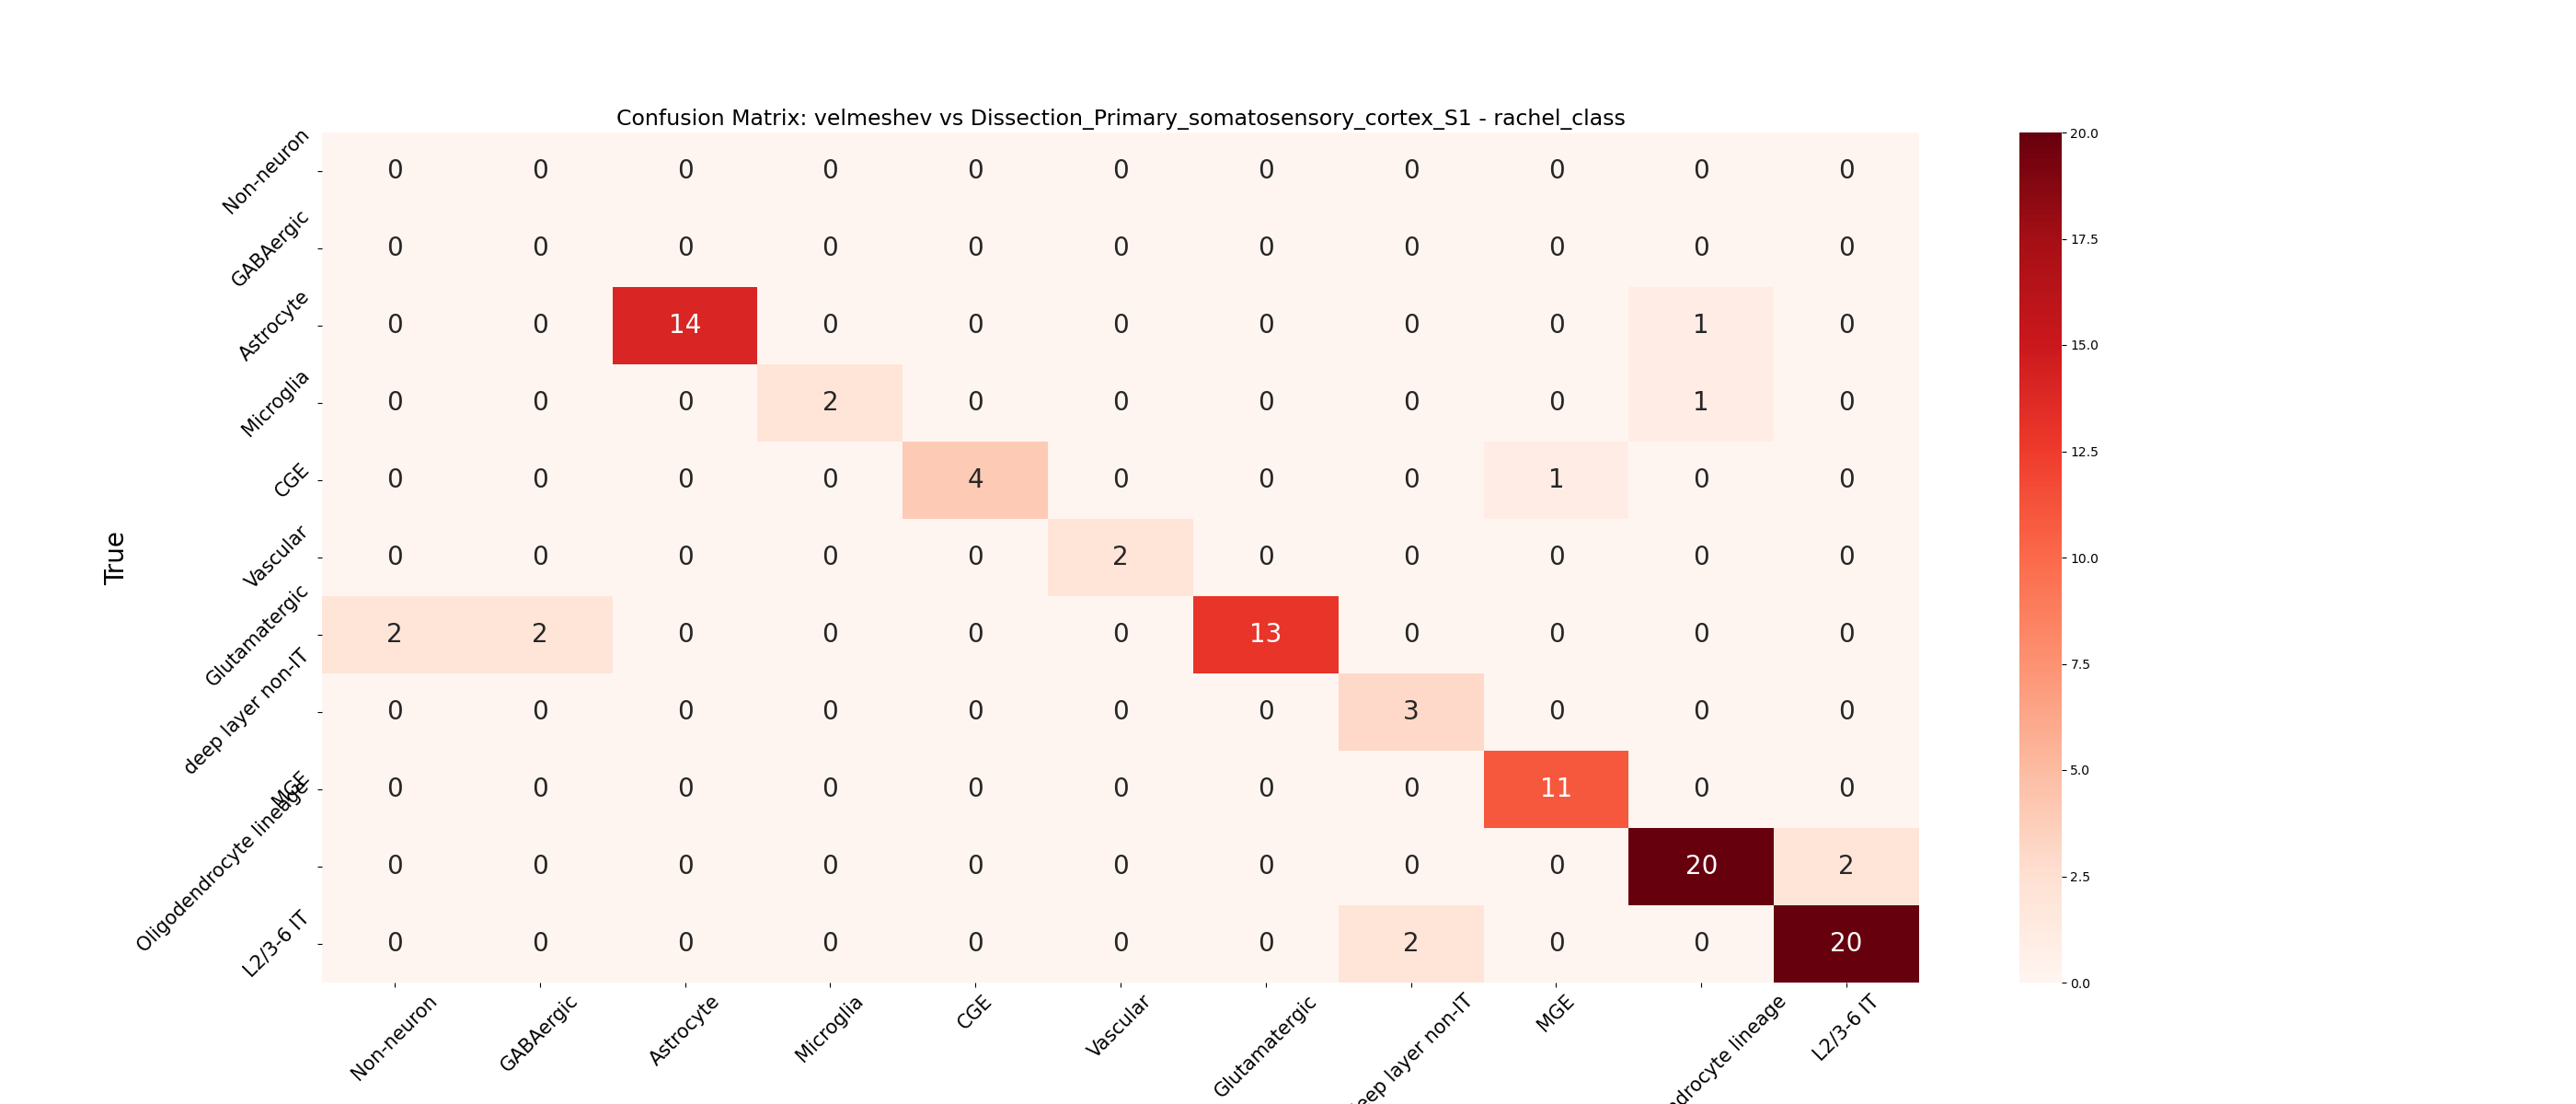 Confusion Matrix: velmeshev vs Dissection_Primary_somatosensory_cortex_S1 - rachel_class
True
Non-neuron 0 0 0 0 0 0 0 0 0 0 0
GABAergic 0 0 0 0 0 0 0 0 0 0 0
Astrocyte 0 0 14 0 0 0 0 0 0 1 0
Microglia 0 0 0 2 0 0 0 0 0 1 0
CGE 0 0 0 0 4 0 0 0 1 0 0
Vascular 0 0 0 0 0 2 0 0 0 0 0
Glutamatergic 2 2 0 0 0 0 13 0 0 0 0
deep layer non-IT 0 0 0 0 0 0 0 3 0 0 0
MGE 0 0 0 0 0 0 0 0 11 0 0
Oligodendrocyte lineage 0 0 0 0 0 0 0 0 0 20 2
L2/3-6 IT 0 0 0 0 0 0 0 2 0 0 20
Non-neuron GABAergic Astrocyte Microglia CGE Vascular Glutamatergic eep layer non-IT MGE drocyte lineage L2/3-6 IT
20.0
17.5
15.0
12.5
10.0
7.5
5.0
2.5
0.0